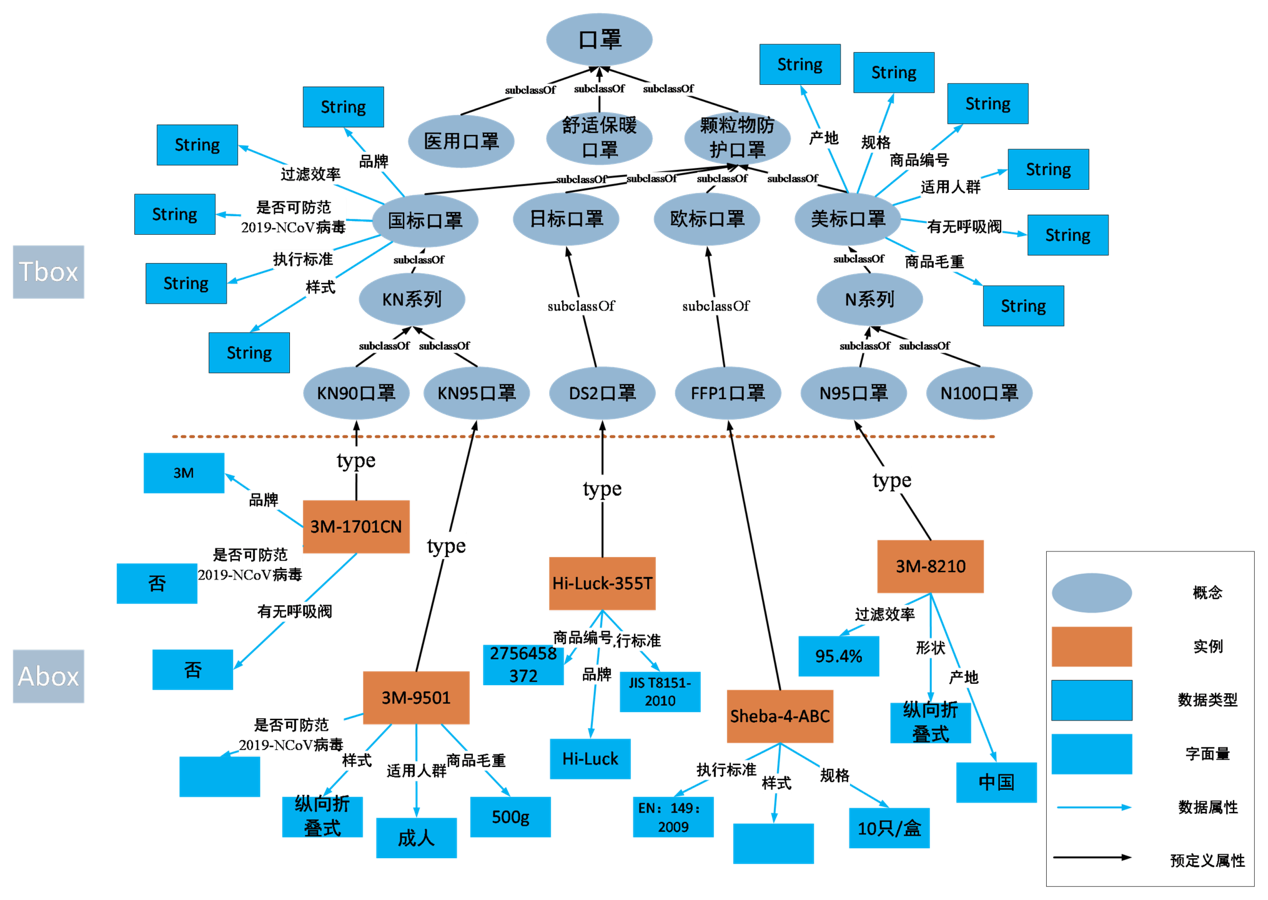 口罩
subclassOf
subclassOf
subclassOf
String
String
String
String
String
String
String
String
String
String
String
String
医用口罩
舒适保暖
口罩
颗粒物防
护口罩
品牌
过滤效率
是否可防范
2019-NCoV病毒
执行标准
样式
产地
规格
商品编号
适用人群
有无呼吸阀
商品毛重
subclassOf
subclassOf
subclassOf
subclassOf
国标口罩
日标口罩
欧标口罩
美标口罩
Tbox
subclassOf
subclassOf
KN系列
subclassOf
subclassOf
N系列
subclassOf
subclassOf
subclassOf
subclassOf
KN90口罩
KN95口罩
DS2口罩
FFP1口罩
N95口罩
N100口罩
type
type
type
type
3M
品牌
3M-1701CN
是否可防范
2019-NCoV病毒
否
有无呼吸阀
否
Hi-Luck-355T
商品编号
行标准
2756458
372
品牌
JIS T8151-
2010
Hi-Luck
3M-8210
过滤效率
95.4%
形状
产地
纵向折
叠式
中国
Abox
3M-9501
是否可防范
2019-NCoV病毒
样式
适用人群
商品毛重
纵向折
叠式
成人
500g
Sheba-4-ABC
执行标准
样式
规格
EN：149：
2009
10只/盒
概念
实例
数据类型
字面量
数据属性
预定义属性